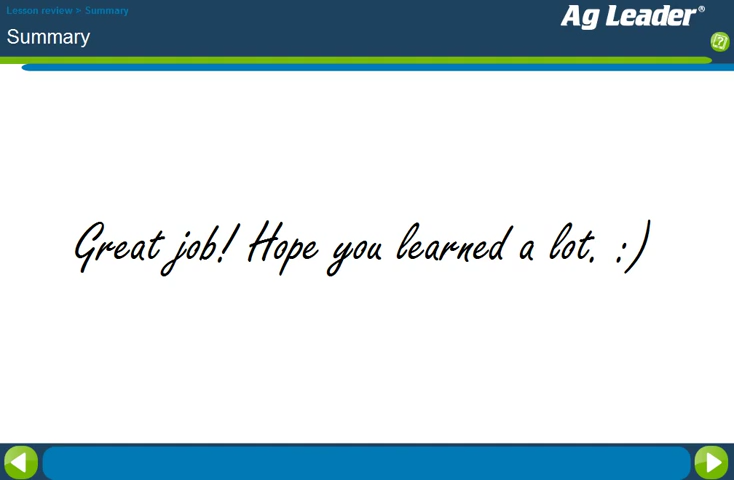 Lesson review > Summary
Summary
Ag Leader®
Great job! Hope you learned a lot. :)